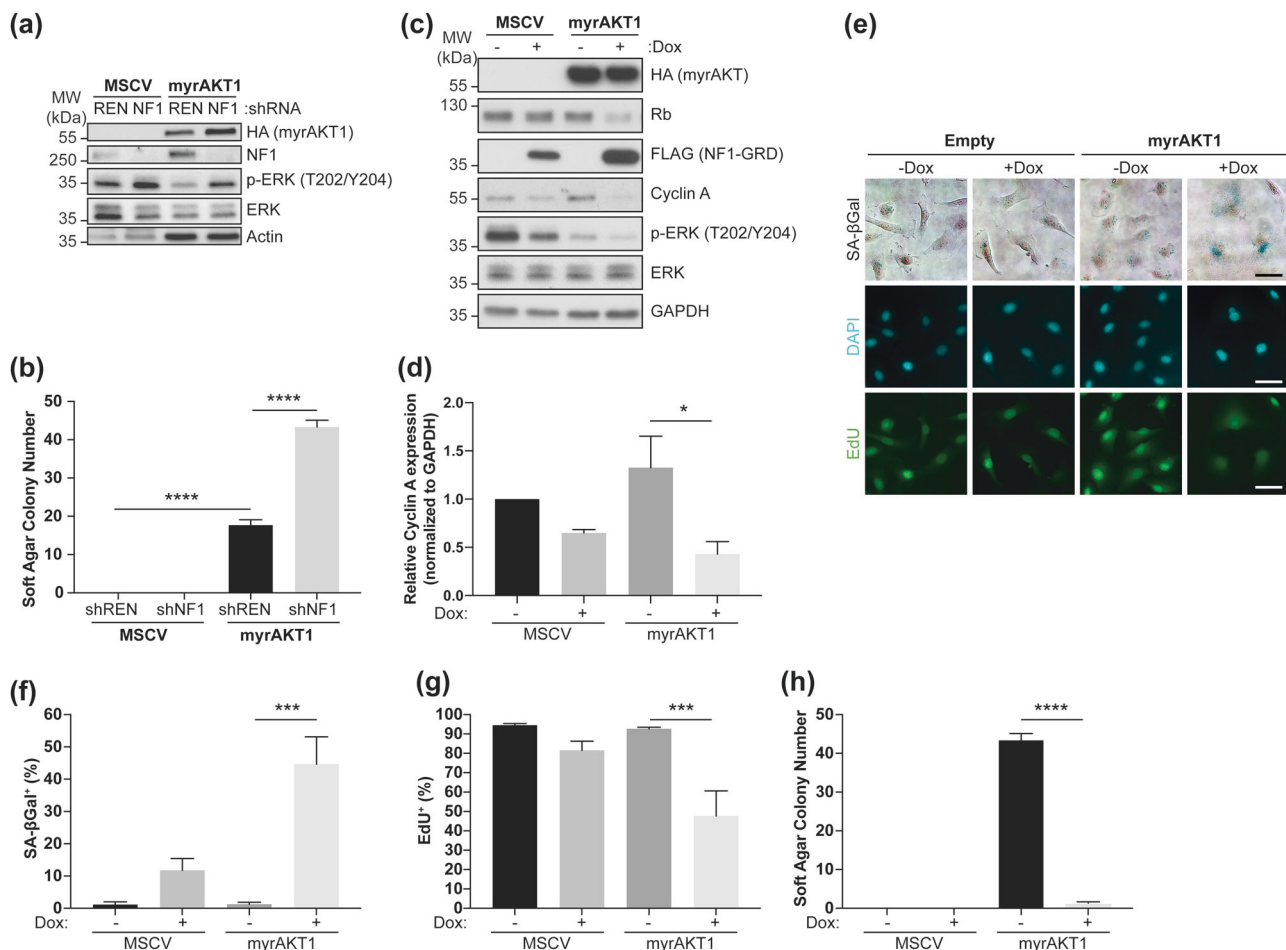 (a)
MSCV myrAKT1
MW
(kDa)
REN NF1 REN NF1 :shRNA
55 HA (myrAKT1)
250 NF1
35 p-ERK (T202/Y204)
35 ERK
35 Actin
(b)
Soft Agar Colony Number
50
40
30
20
10
0
**** ****
shREN shNF1 shREN shNF1
MSCV myrAKT1
(c)
MSCV myrAKT1
MW
(kDa)
- + - + :Dox
55 HA (myrAKT)
130 Rb
35 FLAG (NF1-GRD)
55 Cyclin A
35 p-ERK (T202/Y204)
35 ERK
35 GAPDH
(d)
Relative Cyclin A expression
(normalized to GAPDH)
2.0
1.5
1.0
0.5
0.0
*
Dox: - + - +
MSCV myrAKT1
(e)
Empty myrAKT1
-Dox +Dox -Dox +Dox
SA-βGal
DAPI
EdU
(f)
SA-βGal⁺ (%)
60
50
40
30
20
10
0
***
Dox: - + - +
MSCV myrAKT1
(g)
EdU⁺ (%)
100
90
80
70
60
50
40
30
20
10
0
***
Dox: - + - +
MSCV myrAKT1
(h)
Soft Agar Colony Number
50
40
30
20
10
0
****
Dox: - + - +
MSCV myrAKT1